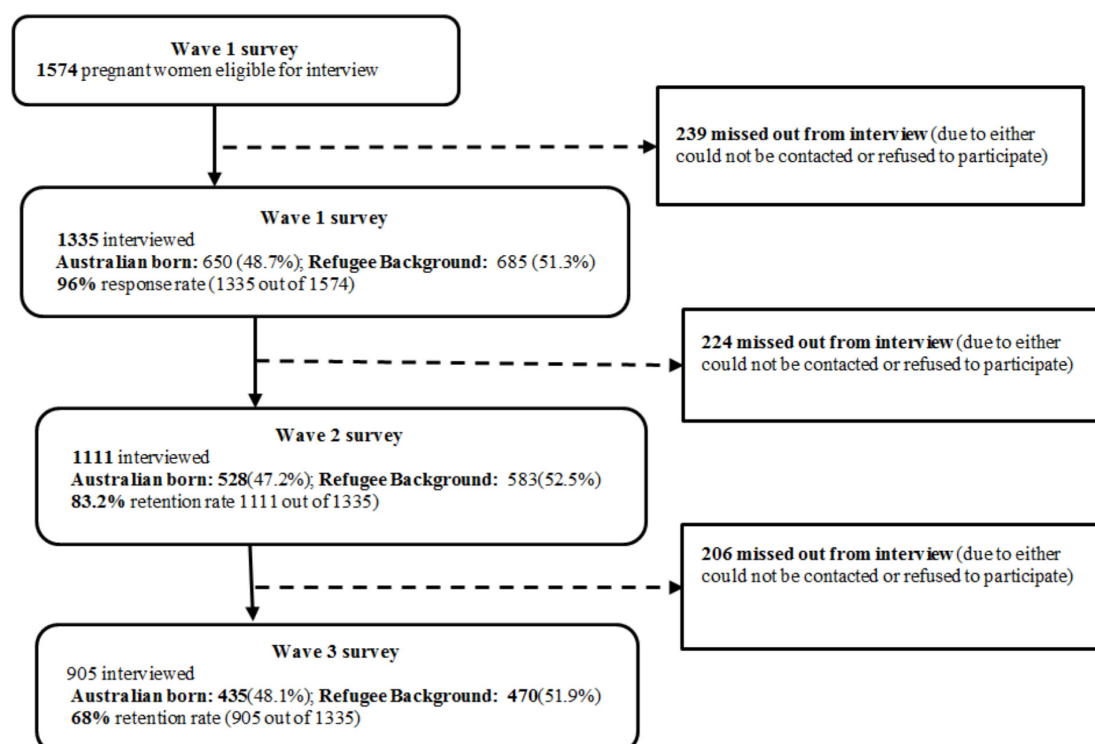 Wave 1 survey
1574 pregnant women eligible for interview
239 missed out from interview (due to either
could not be contacted or refused to participate)
Wave 1 survey
1335 interviewed
Australian born: 650 (48.7%); Refugee Background: 685 (51.3%)
96% response rate (1335 out of 1574)
224 missed out from interview (due to either
could not be contacted or refused to participate)
Wave 2 survey
1111 interviewed
Australian born: 528(47.2%); Refugee Background: 583(52.5%)
83.2% retention rate 1111 out of 1335)
206 missed out from interview (due to either
could not be contacted or refused to participate)
Wave 3 survey
905 interviewed
Australian born: 435(48.1%); Refugee Background: 470(51.9%)
68% retention rate (905 out of 1335)